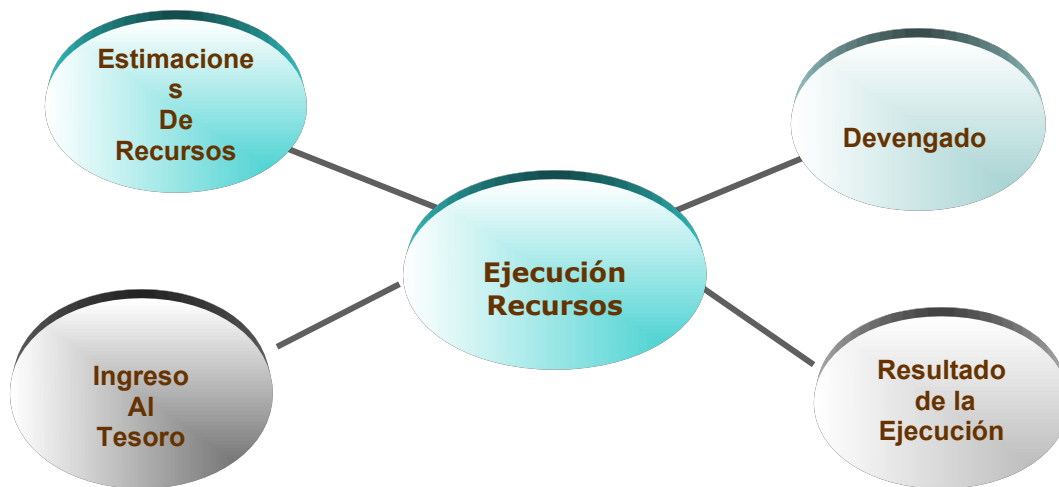 Estimacione
s
De
Recursos
Devengado
Ejecución
Recursos
Ingreso
Al
Tesoro
Resultado
de la
Ejecución